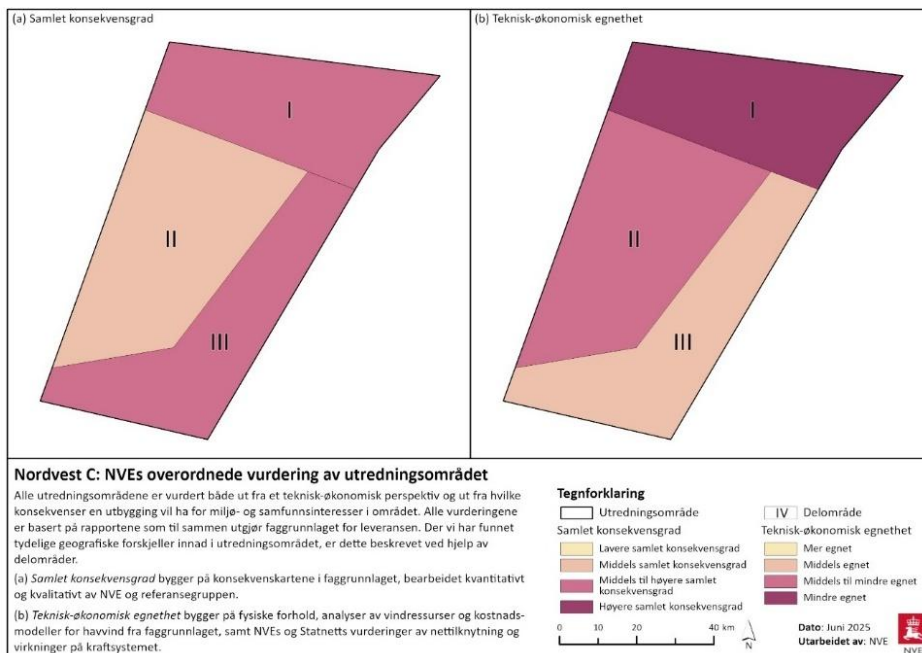 (a) Samlet konsekvensgrad
I
II
III
(b) Teknisk-økonomisk egnethet
I
II
III
Nordvest C: NVEs overordnede vurdering av utredningsområdet
Alle utredningsområdene er vurdert både ut fra et teknisk-økonomisk perspektiv og ut fra hvilke
konsekvenser en utbygging vil ha for miljø- og samfunnsinteresser i området. Alle vurderingene
er basert på rapportene som til sammen utgjør faggrunnlaget for leveransen. Der vi har funnet
tydelige geografiske forskjeller innad i utredningsområdet, er dette beskrevet ved hjelp av
delområder.
(a) Samlet konsekvensgrad bygger på konsekvenskartene i faggrunnlaget, bearbeidet kvantitativt
og kvalitativt av NVE og referansegruppen.
(b) Teknisk-økonomisk egnethet bygger på fysiske forhold, analyser av vindressurser og kostnads-
modeller for havvind fra faggrunnlaget, samt NVEs og Statnetts vurderinger av nettilknytning og
virkninger på kraftsystemet.
Tegnforklaring
Utredningsområde
Samlet konsekvensgrad
Lavere samlet konsekvensgrad
Middels samlet konsekvensgrad
Middels til høyere samlet
konsekvensgrad
Høyere samlet konsekvensgrad
IV Delområde
Teknisk-økonomisk egnethet
Mer egnet
Middels egnet
Middels til mindre egnet
Mindre egnet
0 10 20 40 km
N
Dato: Juni 2025
Utarbeidet av: NVE
NVE